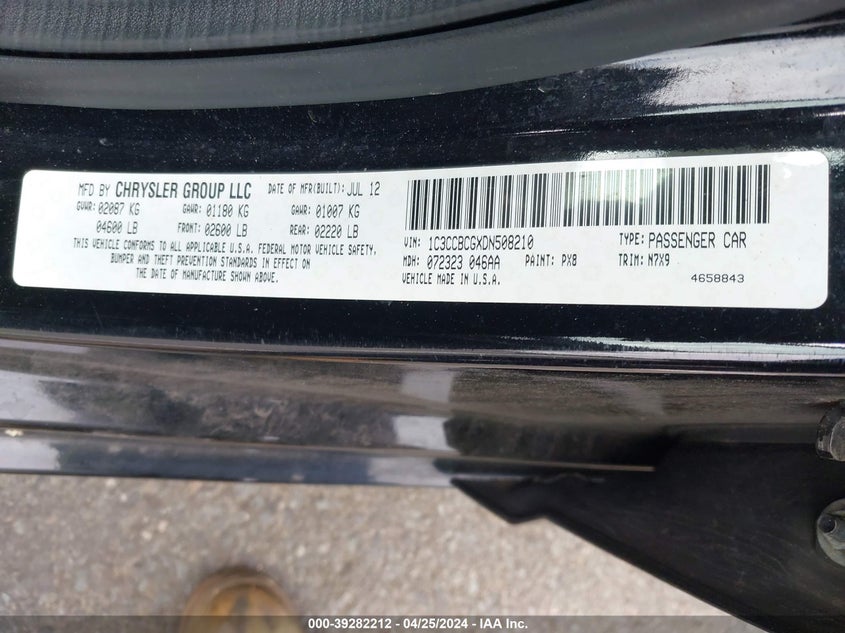 MFD BY CHRYSLER GROUP LLC DATE OF MFR(BUILT): JUL 12
GVWR: 02087 KG GAWR: 01180 KG GAWR: 01007 KG
04600 LB FRONT: 02600 LB REAR: 02220 LB
THIS VEHICLE CONFORMS TO ALL APPLICABLE U.S.A. FEDERAL MOTOR VEHICLE SAFETY,
BUMPER AND THEFT PREVENTION STANDARDS IN EFFECT ON
THE DATE OF MANUFACTURE SHOWN ABOVE.
VIN: 1C3CCBCGXDN508210 TYPE: PASSENGER CAR
MDH: 072323 046AA PAINT: PX8 TRIM: N7X9
VEHICLE MADE IN U.S.A. 4658843
000-39282212 - 04/25/2024 - IAAI.com